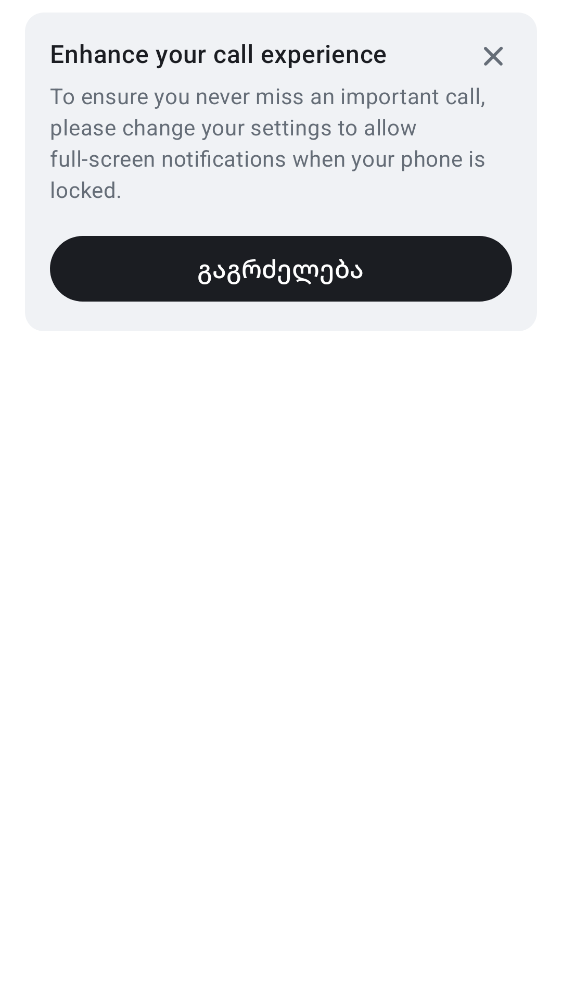 Enhance your call experience
To ensure you never miss an important call,
please change your settings to allow
full-screen notifications when your phone is
locked.
გაგრძელება